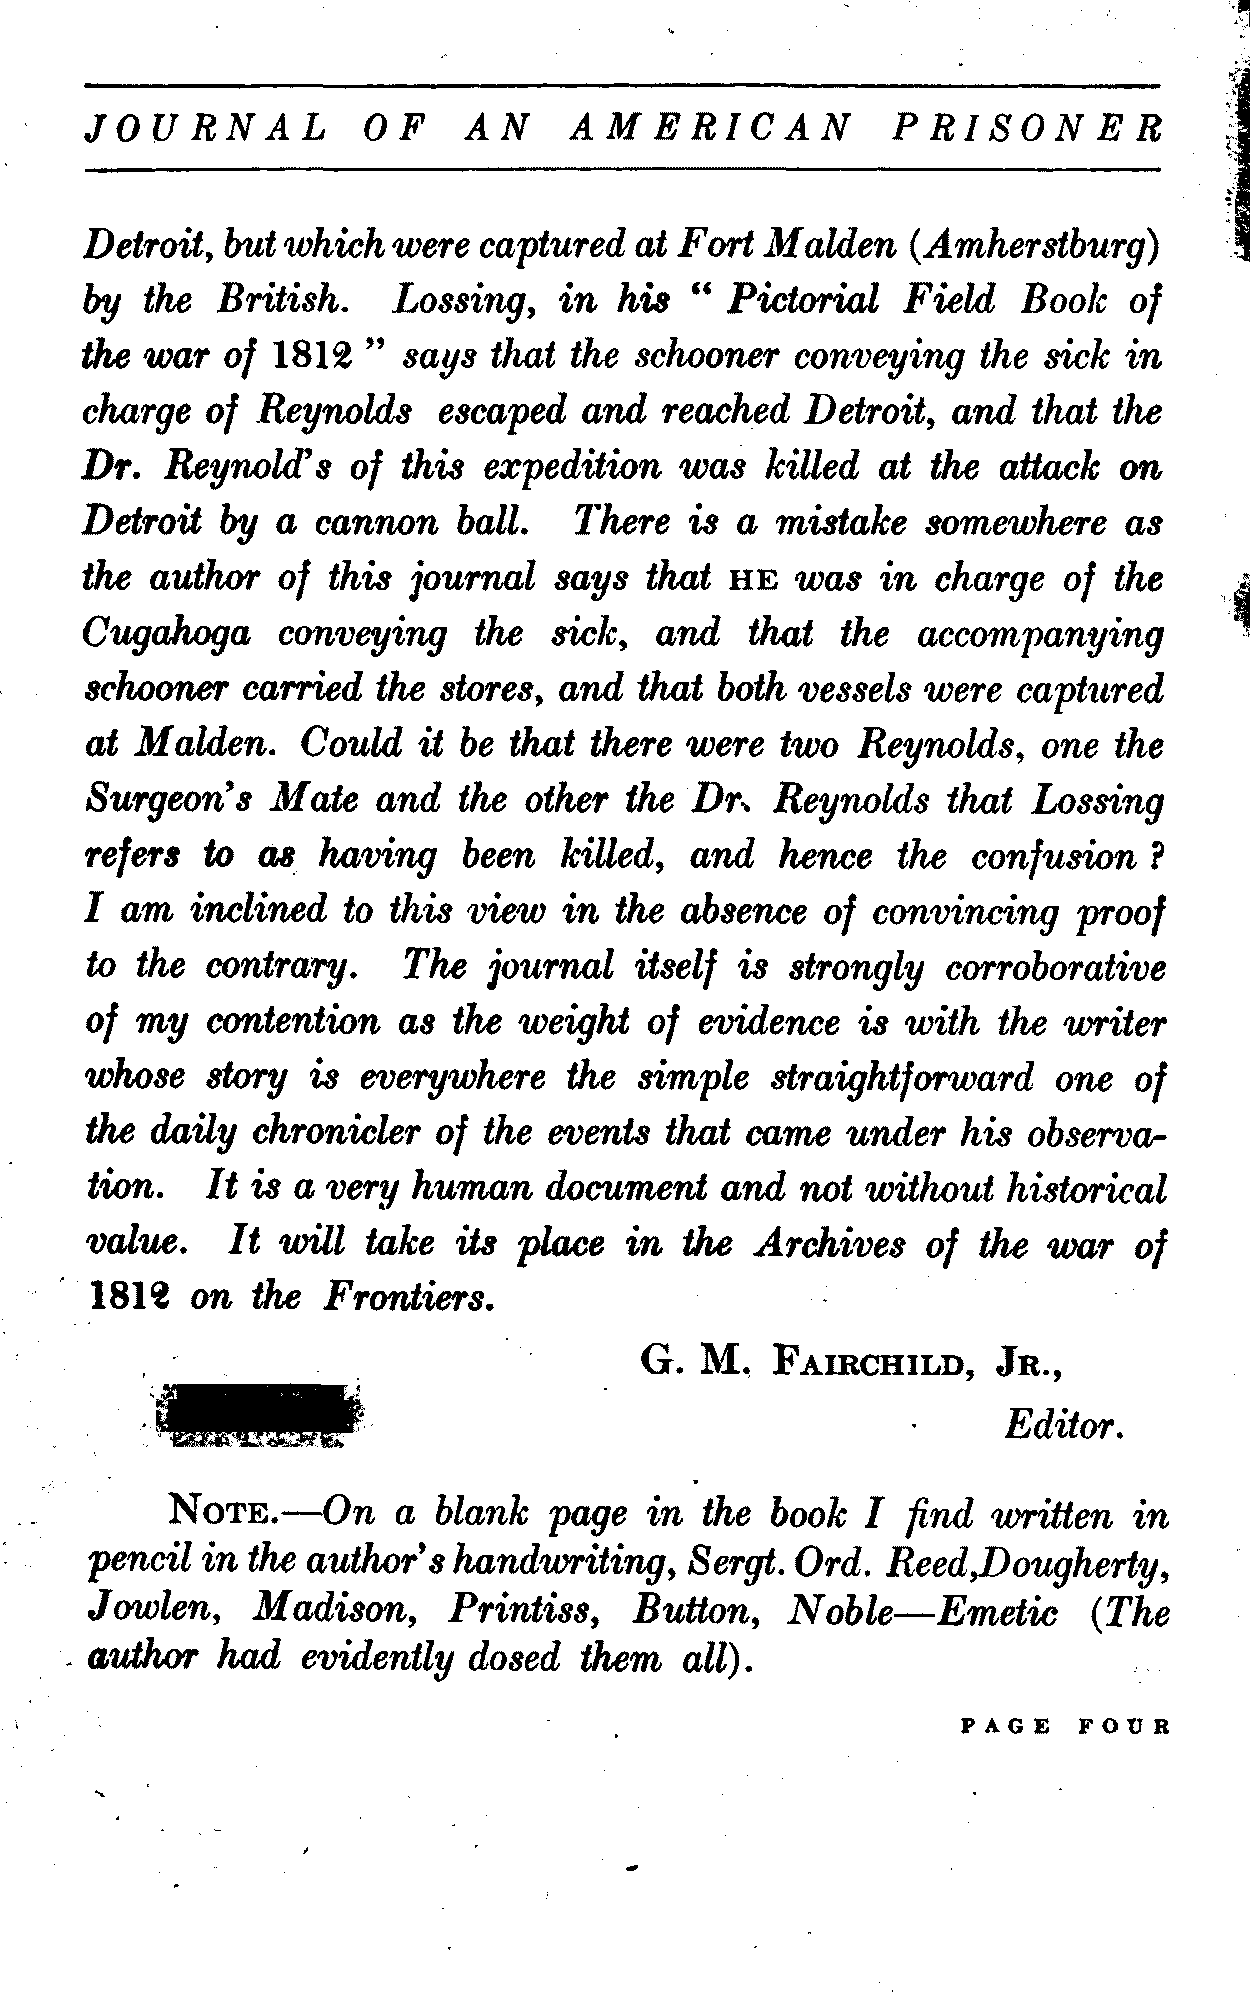 JOURNAL OF AN AMERICAN PRISONER
Detroit, but which were captured at Fort Malden (Amherstburg)
by the British. Lossing, in his “ Pictorial Field Book of
the war of 1812 ” says that the schooner conveying the sick in
charge of Reynolds escaped and reached Detroit, and that the
Dr. Reynold's of this expedition was killed at the attack on
Detroit by a cannon ball. There is a mistake somewhere as
the author of this journal says that HE was in charge of the
Cugahoga conveying the sick, and that the accompanying
schooner carried the stores, and that both vessels were captured
at Malden. Could it be that there were two Reynolds, one the
Surgeon's Mate and the other the Dr. Reynolds that Lossing
refers to as having been killed, and hence the confusion ?
I am inclined to this view in the absence of convincing proof
to the contrary. The journal itself is strongly corroborative
of my contention as the weight of evidence is with the writer
whose story is everywhere the simple straightforward one of
the daily chronicler of the events that came under his observa-
tion. It is a very human document and not without historical
value. It will take its place in the Archives of the war of
1812 on the Frontiers.
G. M. FAIRCHILD, JR.,
Editor.
NOTE.—On a blank page in the book I find written in
pencil in the author's handwriting, Sergt. Ord. Reed,Dougherty,
Jowlen, Madison, Printiss, Button, Noble—Emetic (The
author had evidently dosed them all).
PAGE FOUR